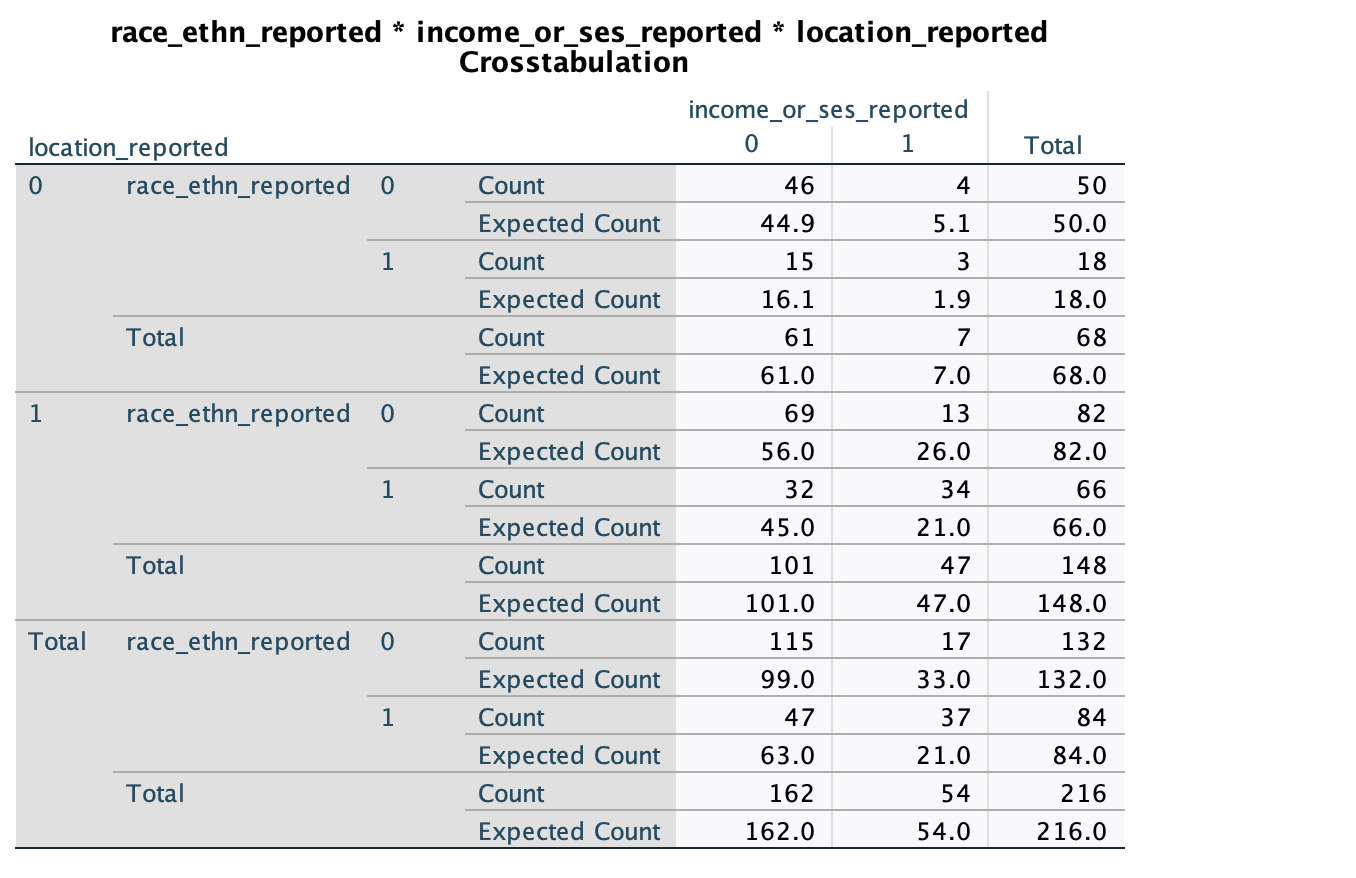 race_ethn_reported * income_or_ses_reported * location_reported
Crosstabulation
income_or_ses_reported
location_reported 0 1 Total
0 race_ethn_reported 0 Count 46 4 50
Expected Count 44.9 5.1 50.0
1 Count 15 3 18
Expected Count 16.1 1.9 18.0
Total Count 61 7 68
Expected Count 61.0 7.0 68.0
1 race_ethn_reported 0 Count 69 13 82
Expected Count 56.0 26.0 82.0
1 Count 32 34 66
Expected Count 45.0 21.0 66.0
Total Count 101 47 148
Expected Count 101.0 47.0 148.0
Total race_ethn_reported 0 Count 115 17 132
Expected Count 99.0 33.0 132.0
1 Count 47 37 84
Expected Count 63.0 21.0 84.0
Total Count 162 54 216
Expected Count 162.0 54.0 216.0